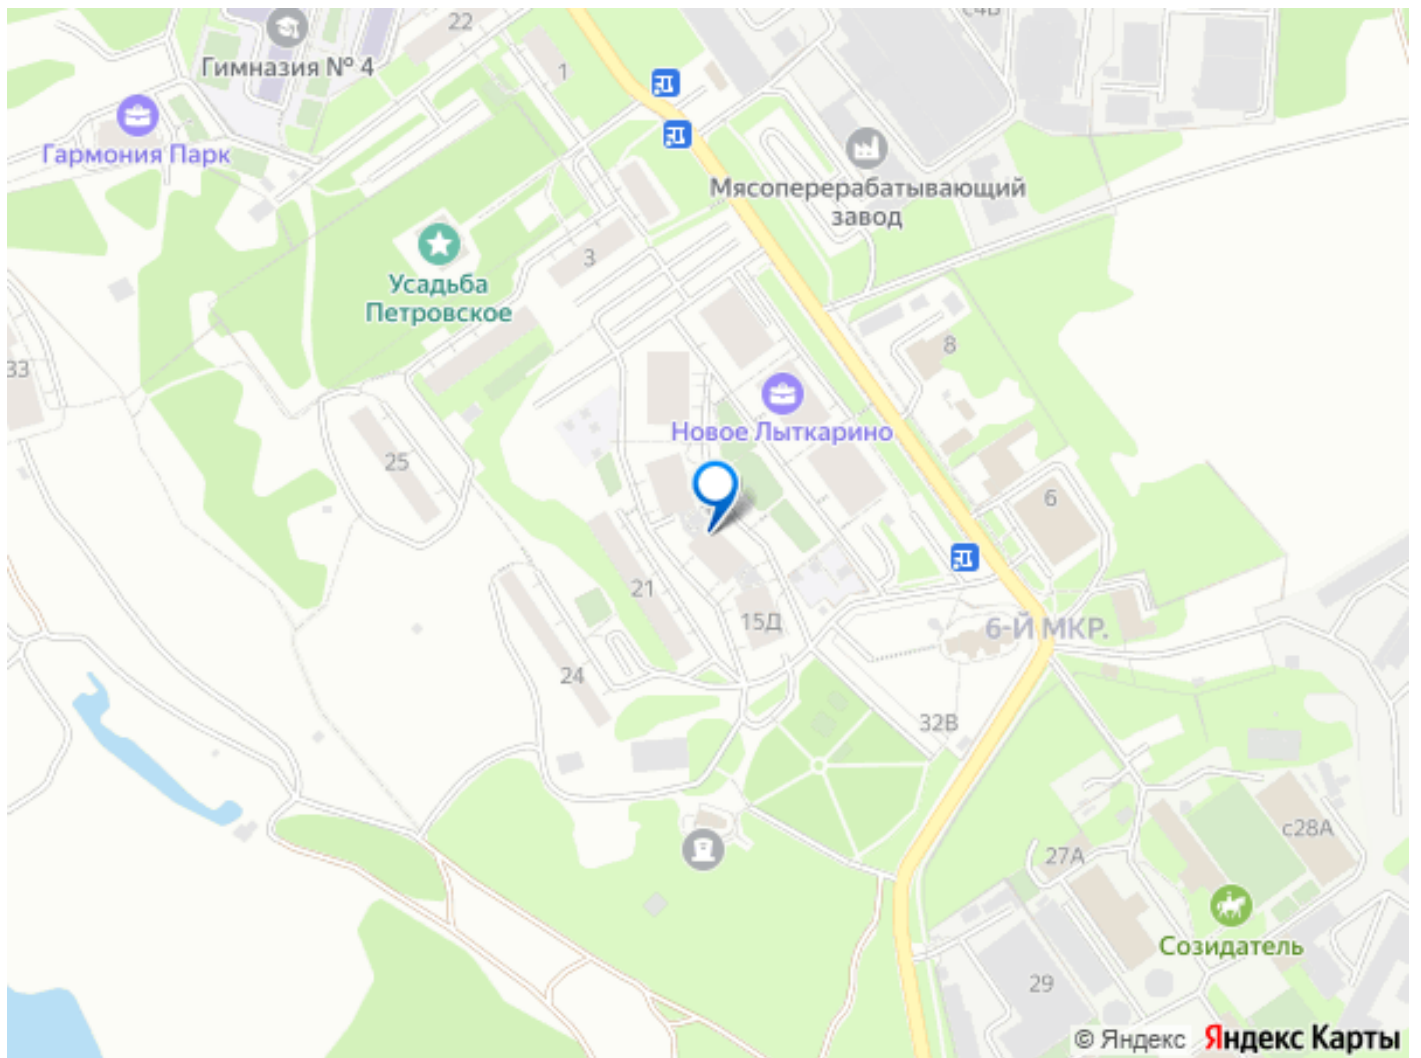 с4Б
22
Гимназия № 4
1
Гармония Парк
Мясоперерабатывающий
завод
3
Усадьба
Петровское
8
33
Новое Лыткарино
25
6
21
15Д
6-Й МКР.
24
32В
с28А
27А
Созидатель
29
© Яндекс Яндекс Карты